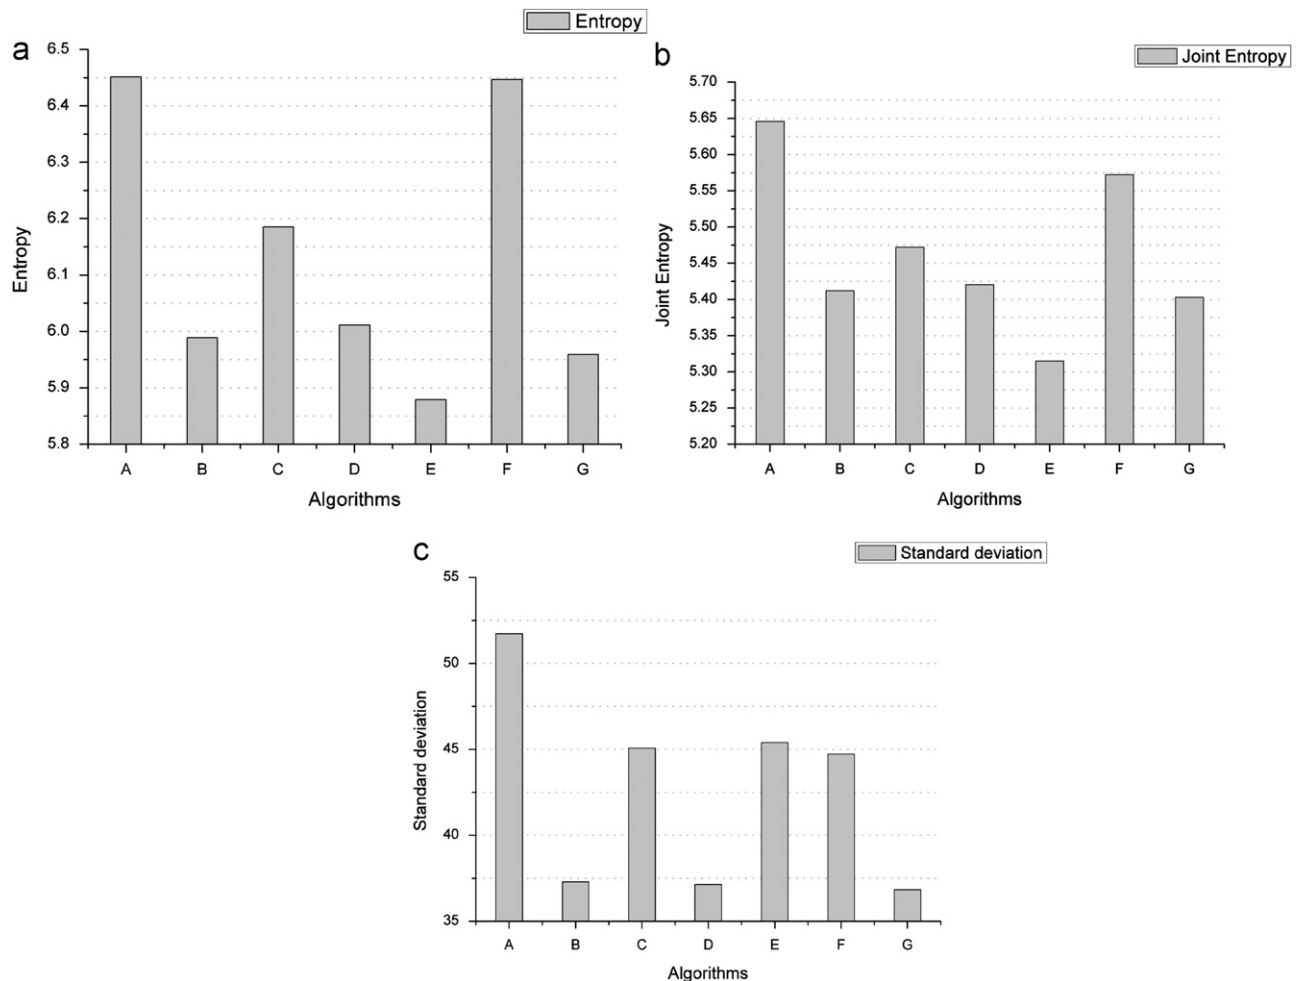 a
Entropy
6.5
6.4
6.3
6.2
6.1
6.0
5.9
5.8
Entropy
A B C D E F G
Algorithms
b
Joint Entropy
5.70
5.65
5.60
5.55
5.50
5.45
5.40
5.35
5.30
5.25
5.20
Joint Entropy
A B C D E F G
Algorithms
c
Standard deviation
55
50
45
40
35
Standard deviation
A B C D E F G
Algorithms